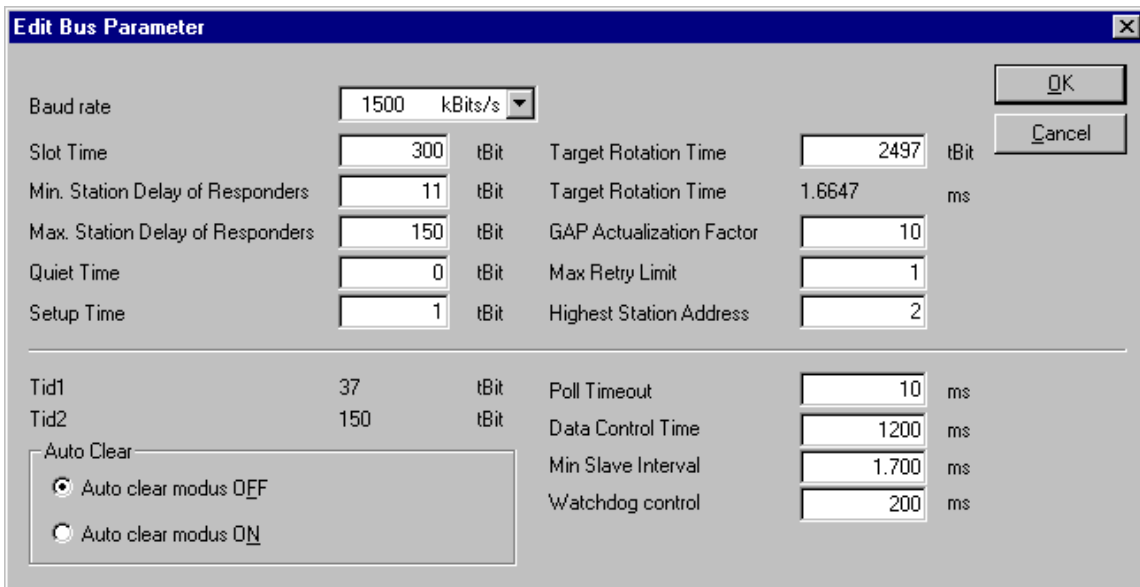 Edit Bus Parameter
OK
Cancel
Baud rate 1500 kBits/s
Slot Time 300 tBit Target Rotation Time 2497 tBit
Min. Station Delay of Responders 11 tBit Target Rotation Time 1.6647 ms
Max. Station Delay of Responders 150 tBit GAP Actualization Factor 10
Quiet Time 0 tBit Max Retry Limit 1
Setup Time 1 tBit Highest Station Address 2
Tid1 37 tBit Poll Timeout 10 ms
Tid2 150 tBit Data Control Time 1200 ms
Auto Clear Min Slave Interval 1.700 ms
Auto clear modus OFF Watchdog control 200 ms
Auto clear modus ON